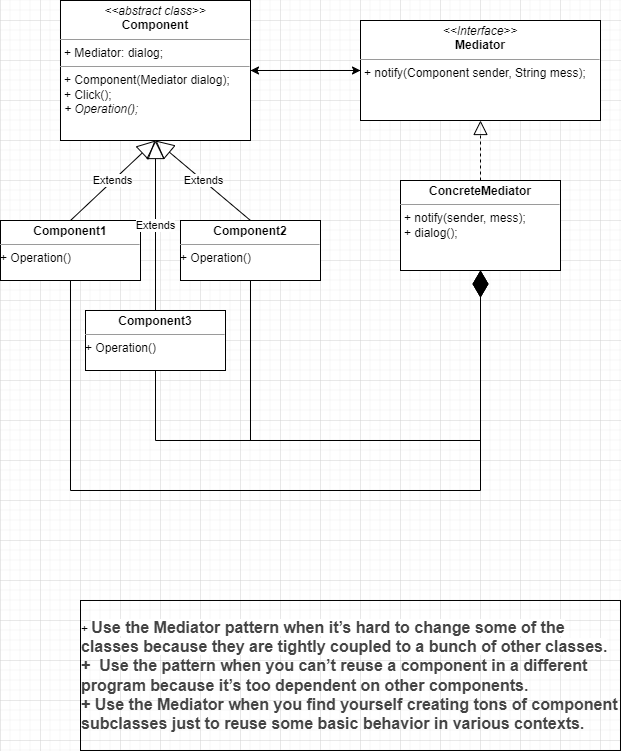 <<abstract class>>
Component
+ Mediator: dialog;
+ Component(Mediator dialog);
+ Click();
+ Operation();
<<Interface>>
Mediator
+ notify(Component sender, String mess);
Extends
Extends
Extends
ConcreteMediator
+ notify(sender, mess);
+ dialog();
Component1
+ Operation()
Component2
+ Operation()
Component3
+ Operation()
+ Use the Mediator pattern when it’s hard to change some of the
classes because they are tightly coupled to a bunch of other classes.
+  Use the pattern when you can’t reuse a component in a different
program because it’s too dependent on other components.
+ Use the Mediator when you find yourself creating tons of component
subclasses just to reuse some basic behavior in various contexts.